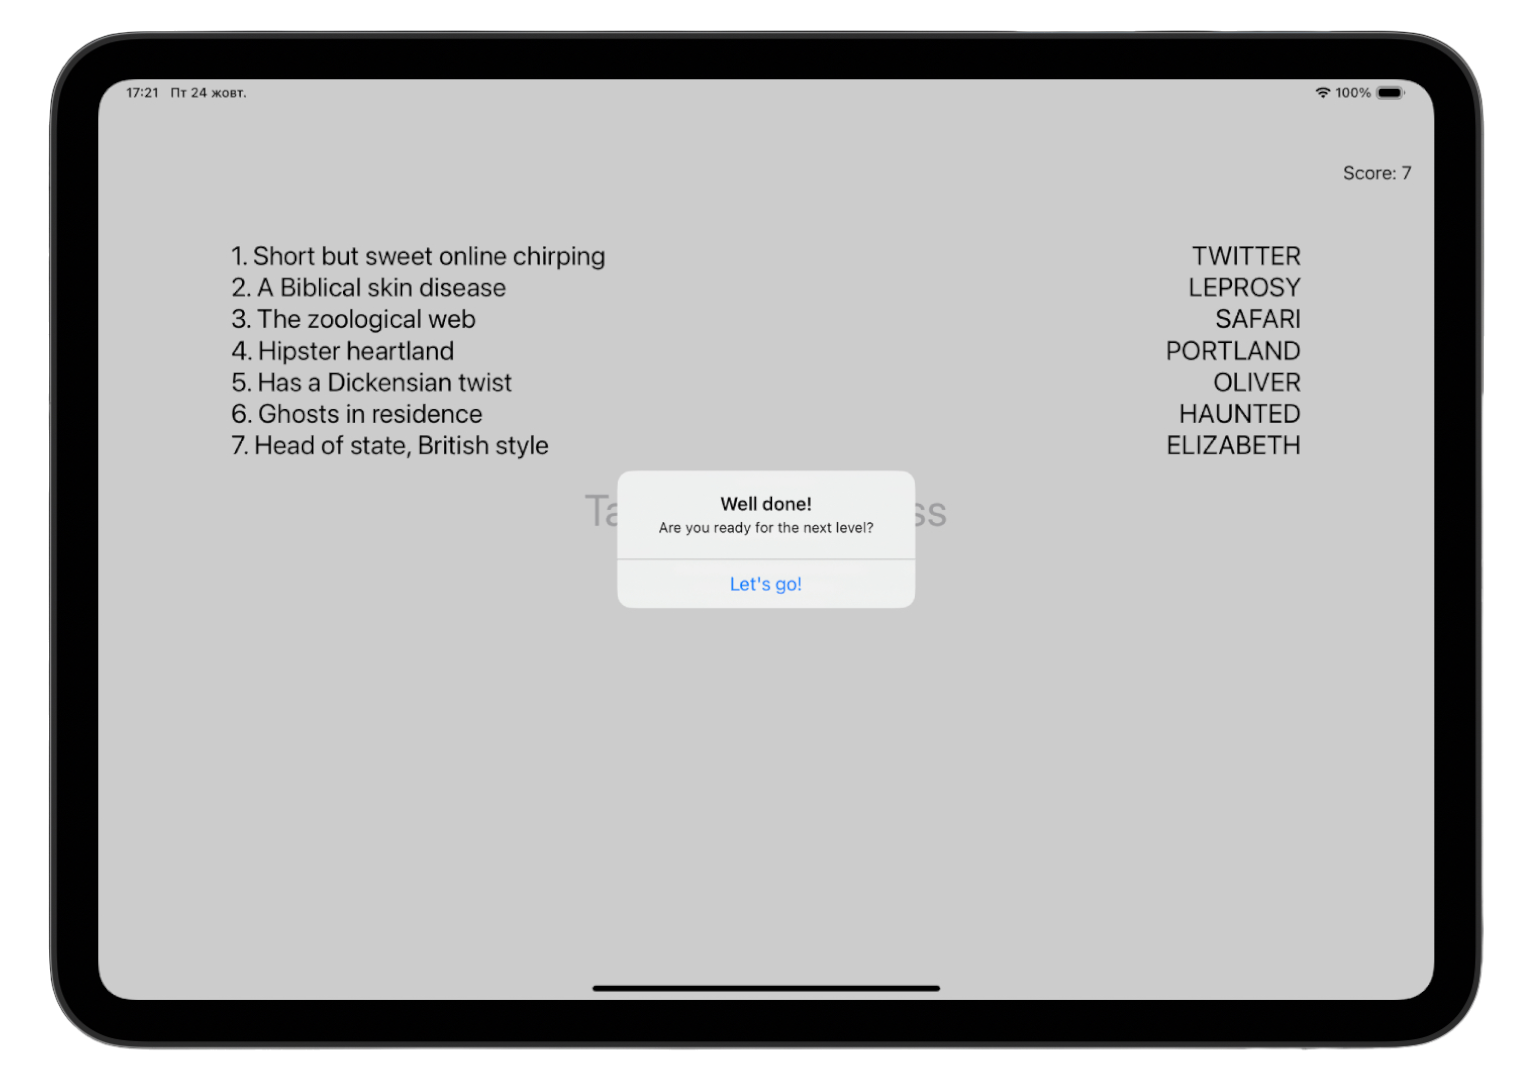 17:21 Пт 24 жовт.
100%
Score: 7
1. Short but sweet online chirping
TWITTER
2. A Biblical skin disease
LEPROSY
3. The zoological web
SAFARI
4. Hipster heartland
PORTLAND
5. Has a Dickensian twist
OLIVER
6. Ghosts in residence
HAUNTED
7. Head of state, British style
ELIZABETH
Well done!
Are you ready for the next level?
Let's go!